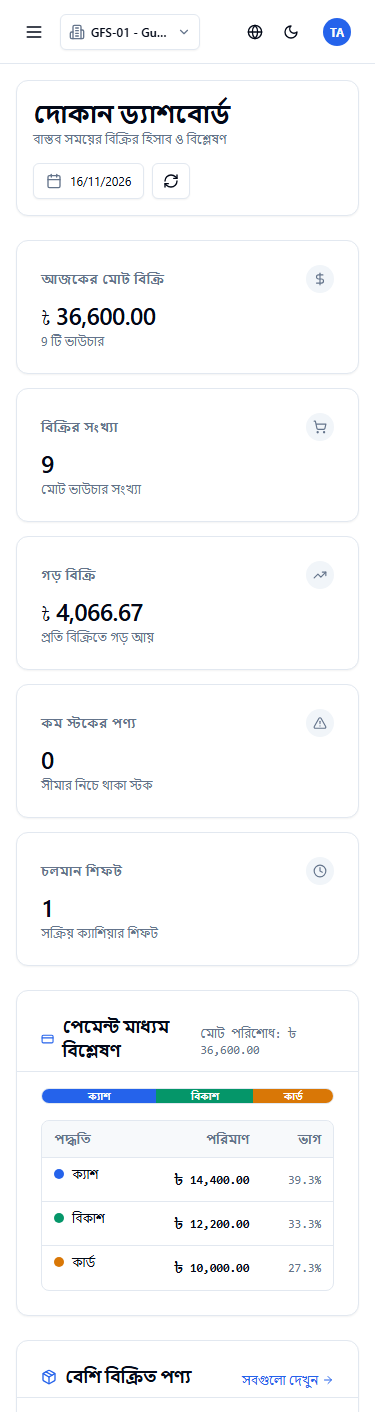 GFS-01 - Gu...
TA
দোকান ড্যাশবোর্ড
বাস্তব সময়ের বিক্রির হিসাব ও বিশ্লেষণ
16/11/2026
আজকের মোট বিক্রি
৳ 36,600.00
9 টি ভাউচার
বিক্রির সংখ্যা
9
মোট ভাউচার সংখ্যা
গড় বিক্রি
৳ 4,066.67
প্রতি বিক্রিতে গড় আয়
কম স্টকের পণ্য
0
সীমার নিচে থাকা স্টক
চলমান শিফট
1
সক্রিয় ক্যাশিয়ার শিফট
পেমেন্ট মাধ্যম
বিশ্লেষণ
মোট পরিশোধ: ৳
36,600.00
ক্যাশ বিকাশ কার্ড
পদ্ধতি পরিমাণ ভাগ
ক্যাশ ৳ 14,400.00 39.3%
বিকাশ ৳ 12,200.00 33.3%
কার্ড ৳ 10,000.00 27.3%
বেশি বিক্রিত পণ্য সবগুলো দেখুন →